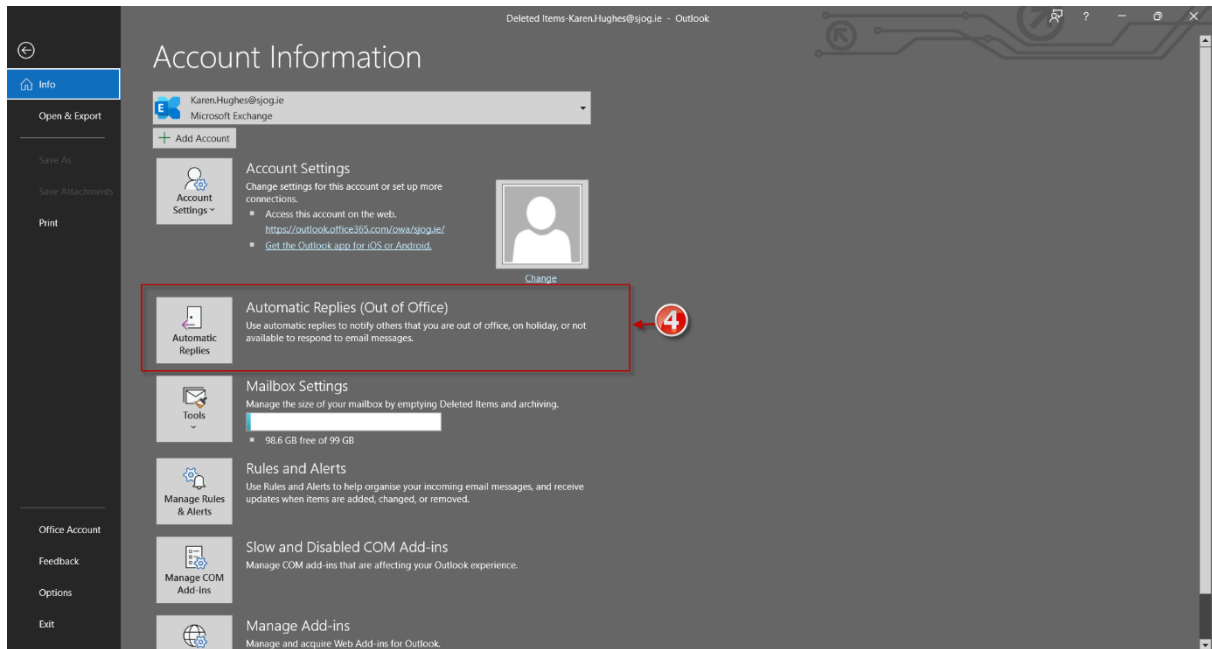 Deleted Items-Karen.Hughes@sjog.ie - Outlook
?
Account Information
Info
Open & Export
Save As
Save Attachments
Print
Office Account
Feedback
Options
Exit
E
Karen.Hughes@sjog.ie
Microsoft Exchange
Add Account
Account
Settings
Account Settings
Change settings for this account or set up more
connections.
Access this account on the web.
https://outlook.office365.com/owa/sjog.ie/
Get the Outlook app for iOS or Android.
Change
Automatic
Replies
Automatic Replies (Out of Office)
Use automatic replies to notify others that you are out of office, on holiday, or not
available to respond to email messages.
4
Tools
Mailbox Settings
Manage the size of your mailbox by emptying Deleted Items and archiving.
98.6 GB free of 99 GB
Manage Rules
& Alerts
Rules and Alerts
Use Rules and Alerts to help organise your incoming email messages, and receive
updates when items are added, changed, or removed.
Manage COM
Add-ins
Slow and Disabled COM Add-ins
Manage COM add-ins that are affecting your Outlook experience.
Manage Add-ins
Manage and acquire Web Add-ins for Outlook.